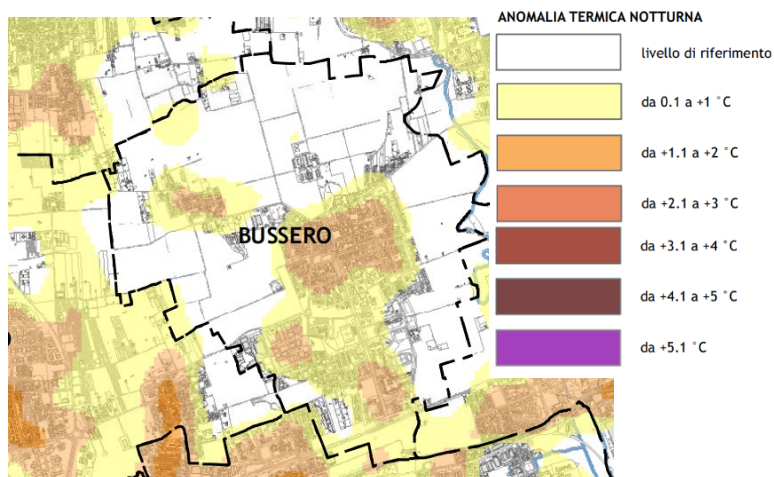 ANOMALIA TERMICA NOTTURNA
livello di riferimento
da 0.1 a +1 °C
da +1.1 a +2 °C
da +2.1 a +3 °C
da +3.1 a +4 °C
da +4.1 a +5 °C
da +5.1 °C
BUSSERO